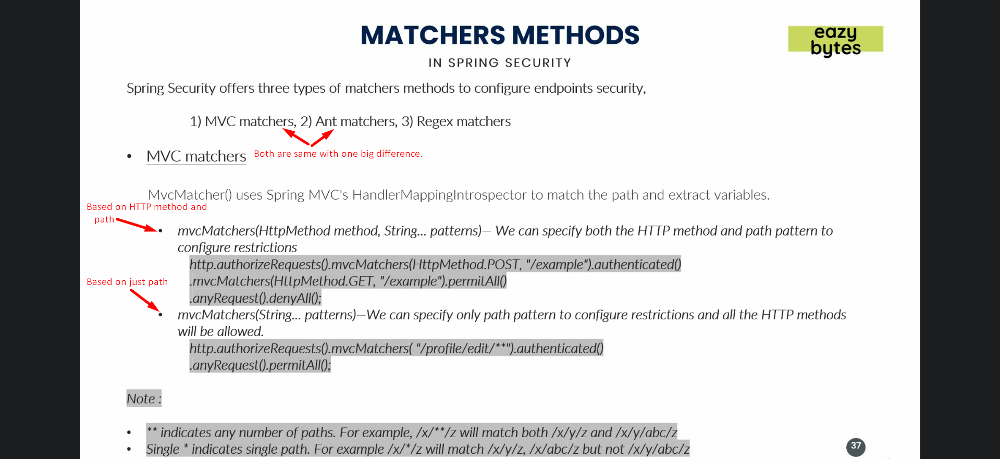 MATCHERS METHODS
eazy
bytes
IN SPRING SECURITY
Spring Security offers three types of matchers methods to configure endpoints security,
1) MVC matchers, 2) Ant matchers, 3) Regex matchers
• MVC matchers
Both are same with one big difference.
MvcMatcher() uses Spring MVC's HandlerMappingIntrospector to match the path and extract variables.
Based on HTTP method and
path
• mvcMatchers(HttpMethod method, String... patterns)— We can specify both the HTTP method and path pattern to
configure restrictions
http.authorizeRequests().mvcMatchers(HttpMethod.POST, "/example").authenticated()
.mvcMatchers(HttpMethod.GET, "/example").permitAll()
.anyRequest().denyAll();
Based on just path
• mvcMatchers(String... patterns)—We can specify only path pattern to configure restrictions and all the HTTP methods
will be allowed.
http.authorizeRequests().mvcMatchers( "/profile/edit/**").authenticated()
.anyRequest().permitAll();
Note :
• ** indicates any number of paths. For example, /x/**/z will match both /x/y/z and /x/y/abc/z
• Single * indicates single path. For example /x/*/z will match /x/y/z, /x/abc/z but not /x/y/abc/z
37